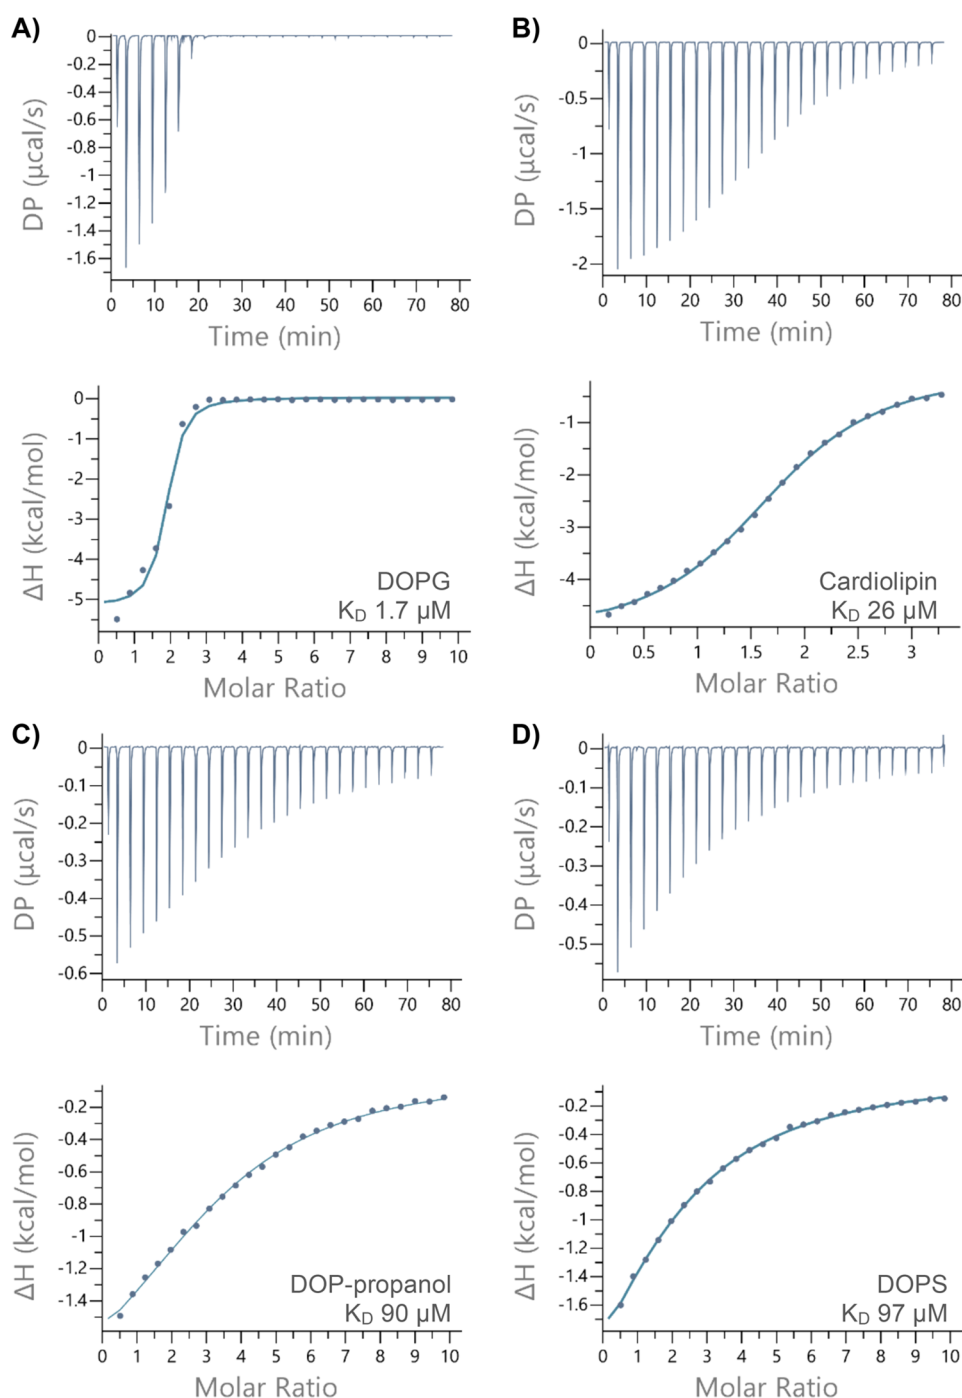 A)
DP (µcal/s)
0
-0.2
-0.4
-0.6
-0.8
-1
-1.2
-1.4
-1.6
0 10 20 30 40 50 60 70 80
Time (min)
ΔH (kcal/mol)
0
-1
-2
-3
-4
-5
DOPG
K_D 1.7 µM
0 1 2 3 4 5 6 7 8 9 10
Molar Ratio
B)
DP (µcal/s)
0
-0.5
-1
-1.5
-2
0 10 20 30 40 50 60 70 80
Time (min)
ΔH (kcal/mol)
-1
-2
-3
-4
Cardiolipin
K_D 26 µM
0 0.5 1 1.5 2 2.5 3
Molar Ratio
C)
DP (µcal/s)
0
-0.1
-0.2
-0.3
-0.4
-0.5
-0.6
0 10 20 30 40 50 60 70 80
Time (min)
ΔH (kcal/mol)
-0.2
-0.4
-0.6
-0.8
-1
-1.2
-1.4
DOP-propanol
K_D 90 µM
0 1 2 3 4 5 6 7 8 9 10
Molar Ratio
D)
DP (µcal/s)
0
-0.1
-0.2
-0.3
-0.4
-0.5
0 10 20 30 40 50 60 70 80
Time (min)
ΔH (kcal/mol)
-0.2
-0.4
-0.6
-0.8
-1
-1.2
-1.4
-1.6
DOPS
K_D 97 µM
0 1 2 3 4 5 6 7 8 9 10
Molar Ratio